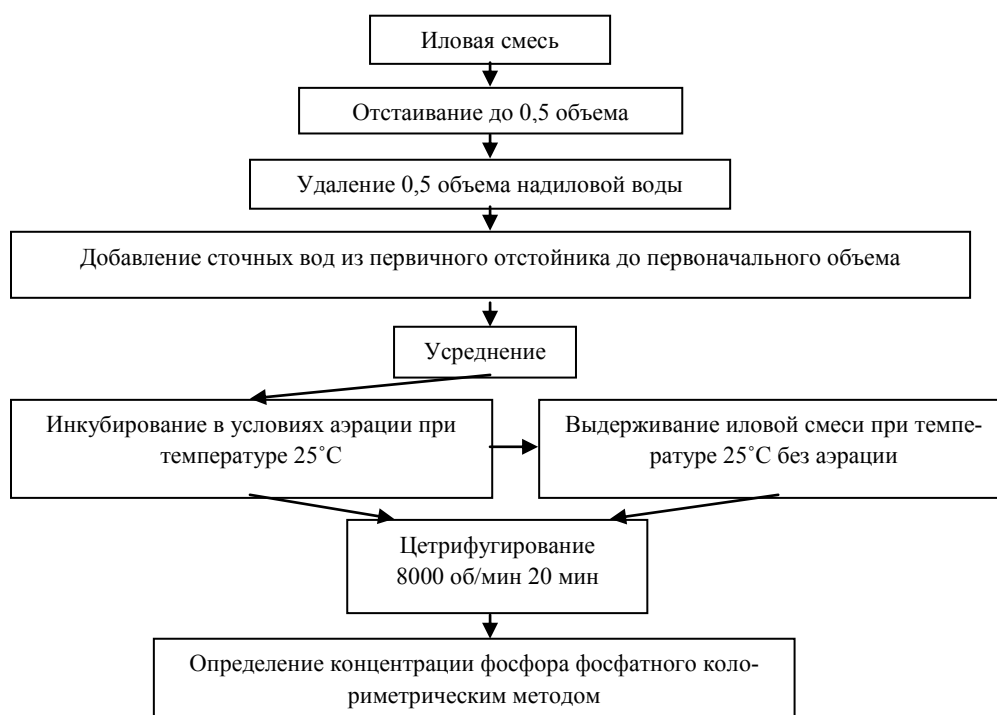 Иловая смесь
Отстаивание до 0,5 объема
Удаление 0,5 объема надиловой воды
Добавление сточных вод из первичного отстойника до первоначального объема
Усреднение
Инкубирование в условиях аэрации при
температуре 25˚С
Выдерживание иловой смеси при темпе-
ратуре 25˚С без аэрации
Цетрифугирование
8000 об/мин 20 мин
Определение концентрации фосфора фосфатного коло-
риметрическим методом